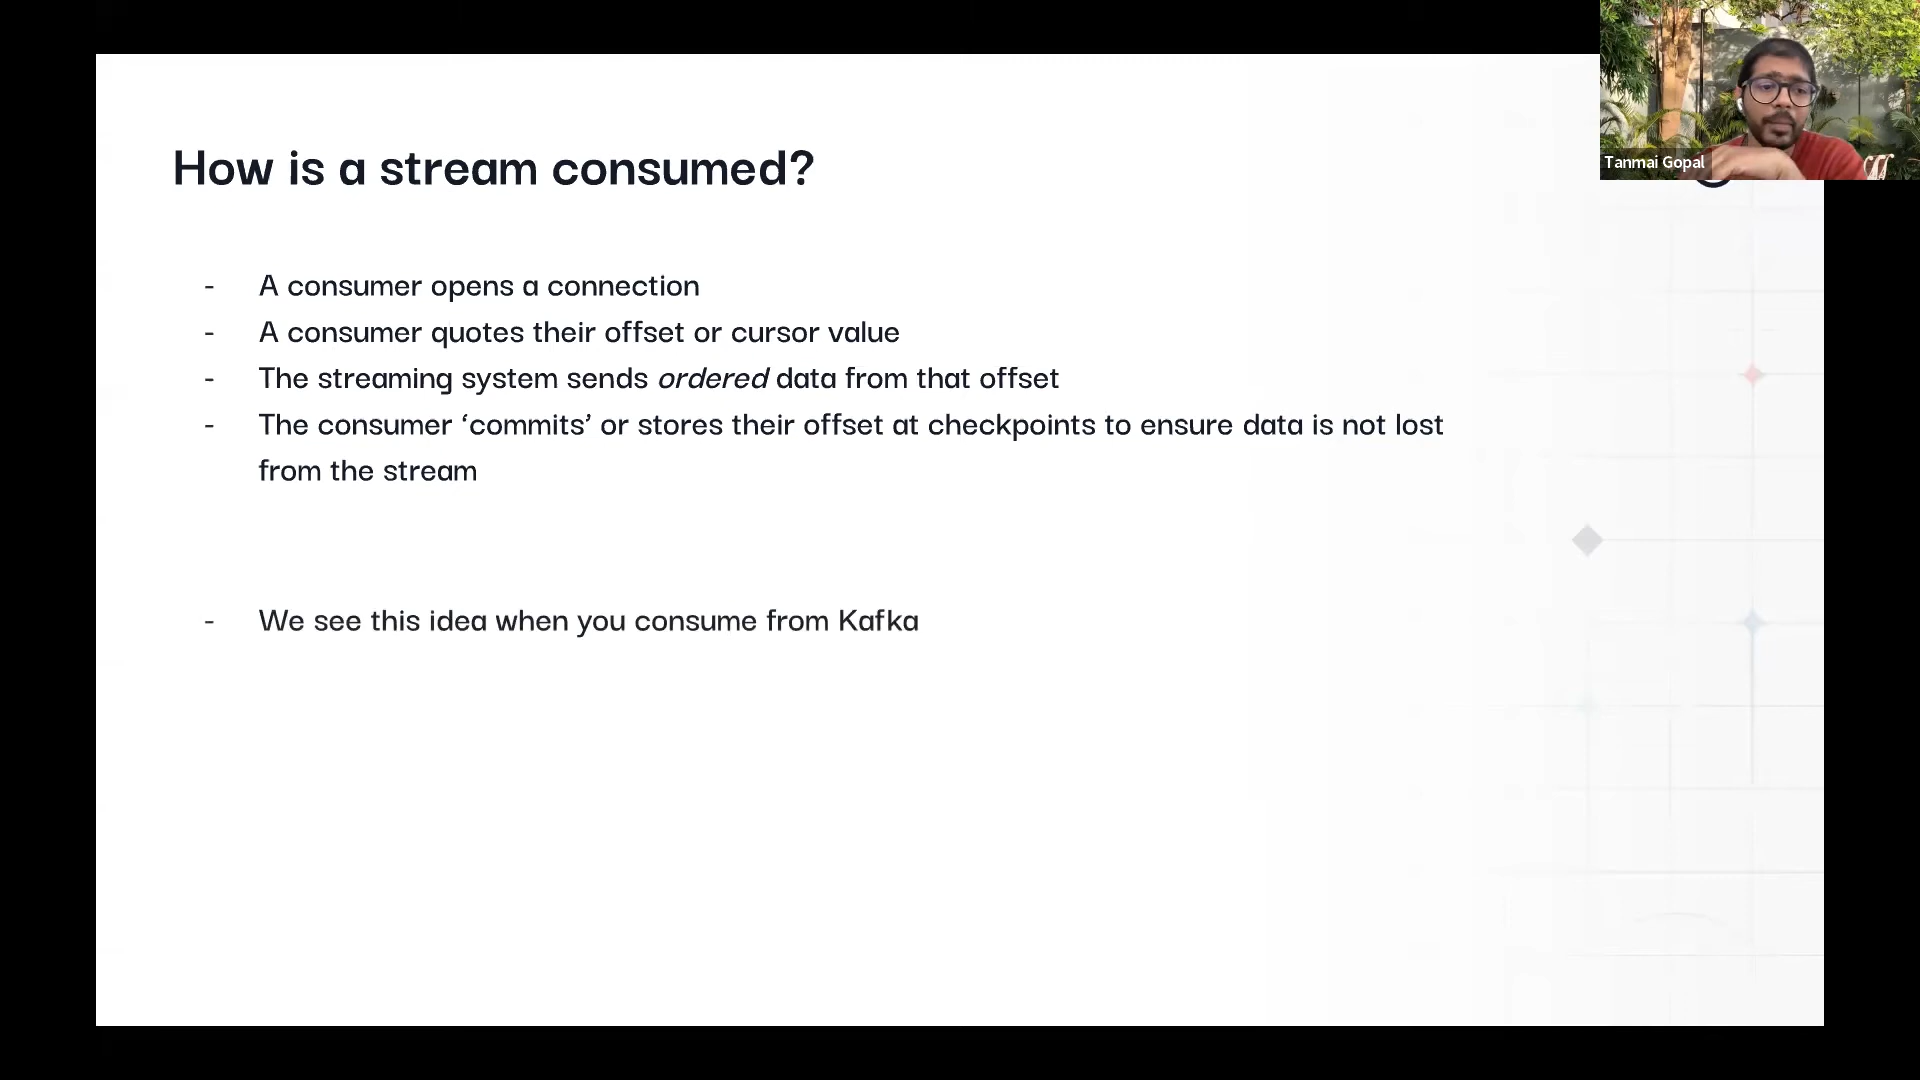 Tanmai Gopal
How is a stream consumed?
- A consumer opens a connection
- A consumer quotes their offset or cursor value
- The streaming system sends ordered data from that offset
- The consumer ‘commits’ or stores their offset at checkpoints to ensure data is not lost
from the stream
- We see this idea when you consume from Kafka